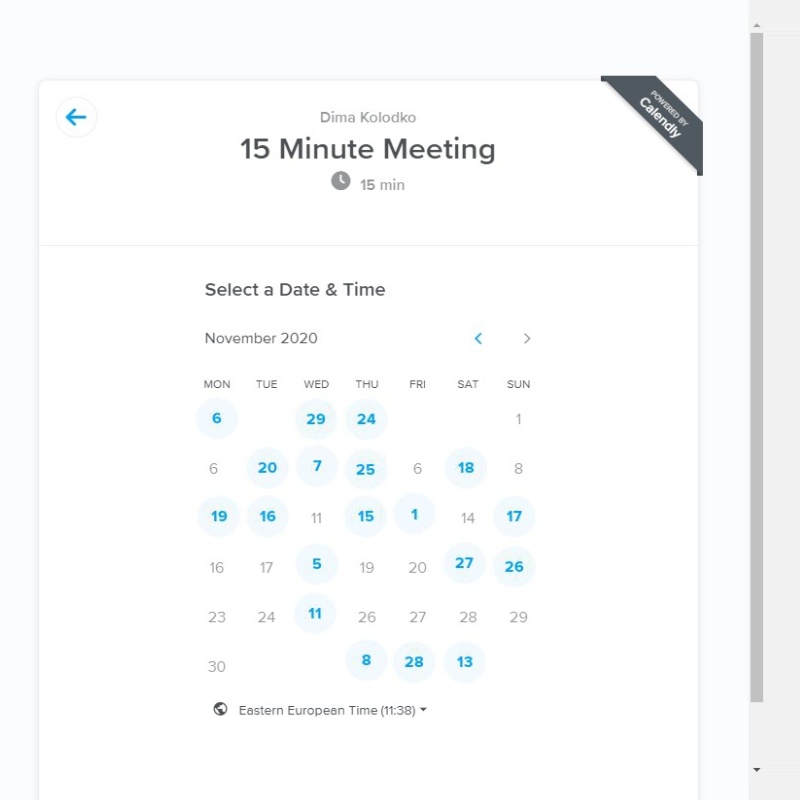 POWERED BY
Calendly
Dima Kolodko
15 Minute Meeting
15 min
Select a Date & Time
November 2020
MON TUE WED THU FRI SAT SUN
6 29 24 1
6 20 7 25 6 18 8
19 16 11 15 1 14 17
16 17 5 19 20 27 26
23 24 11 26 27 28 29
30 8 28 13
Eastern European Time (11:38)